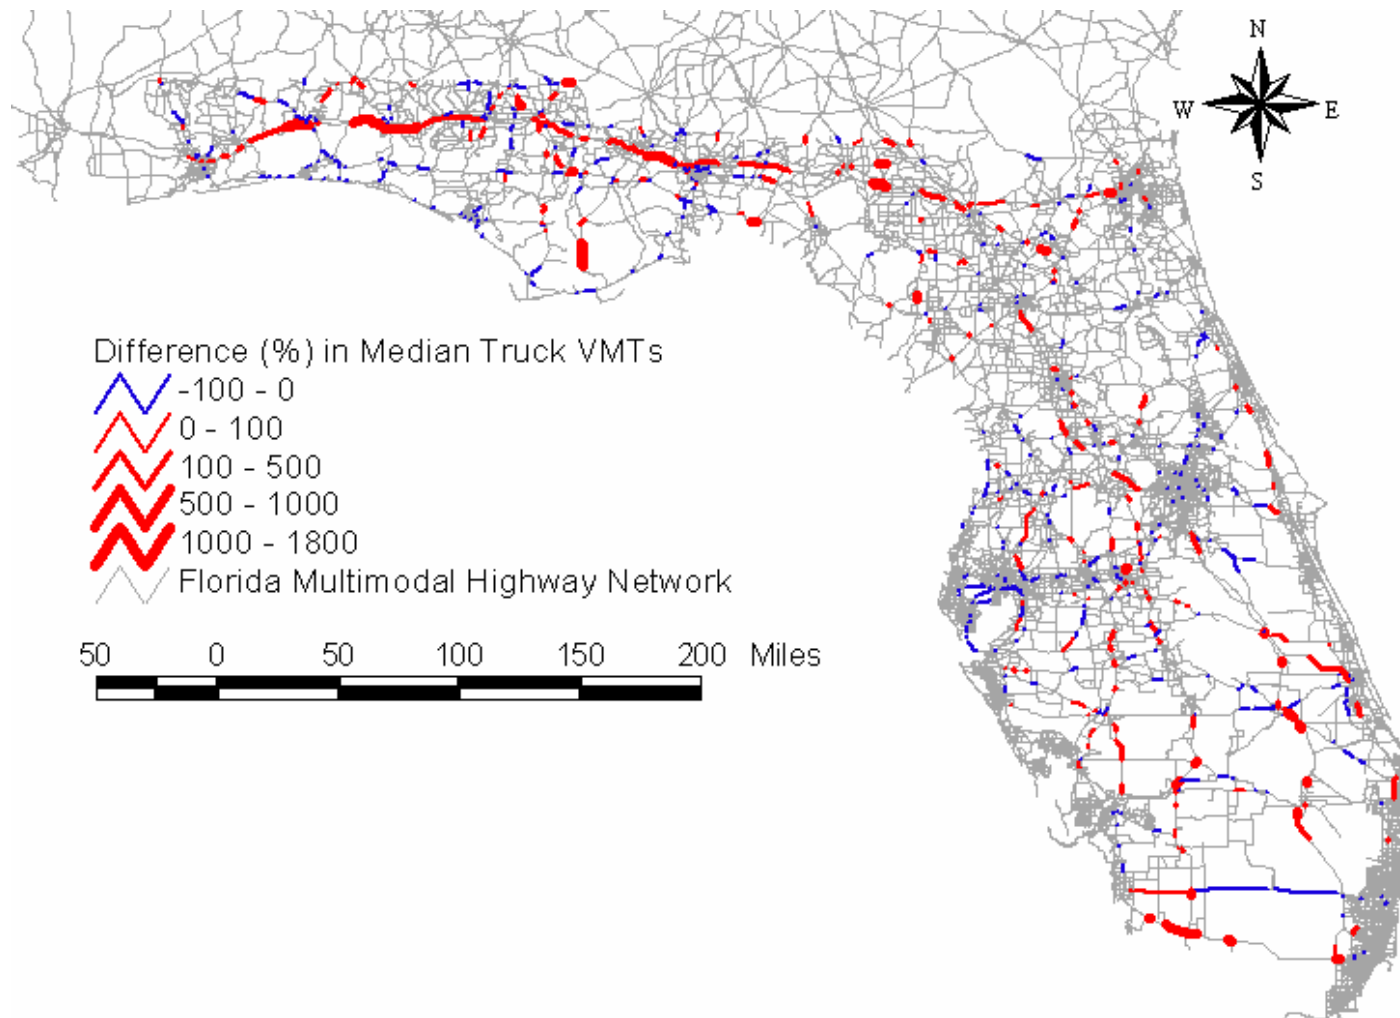 N
W E
S
Difference (%) in Median Truck VMTs
-100 - 0
0 - 100
100 - 500
500 - 1000
1000 - 1800
Florida Multimodal Highway Network
50 0 50 100 150 200 Miles